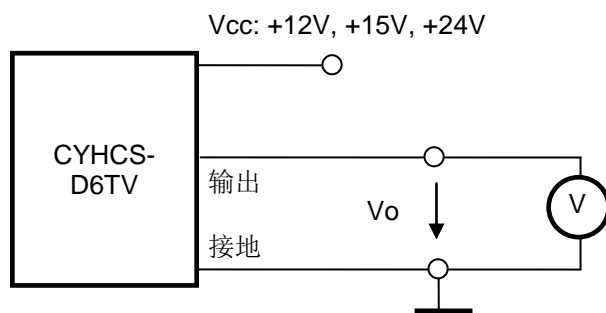 Vcc: +12V, +15V, +24V
CYHCS-
D6TV
输出
Vo
V
接地